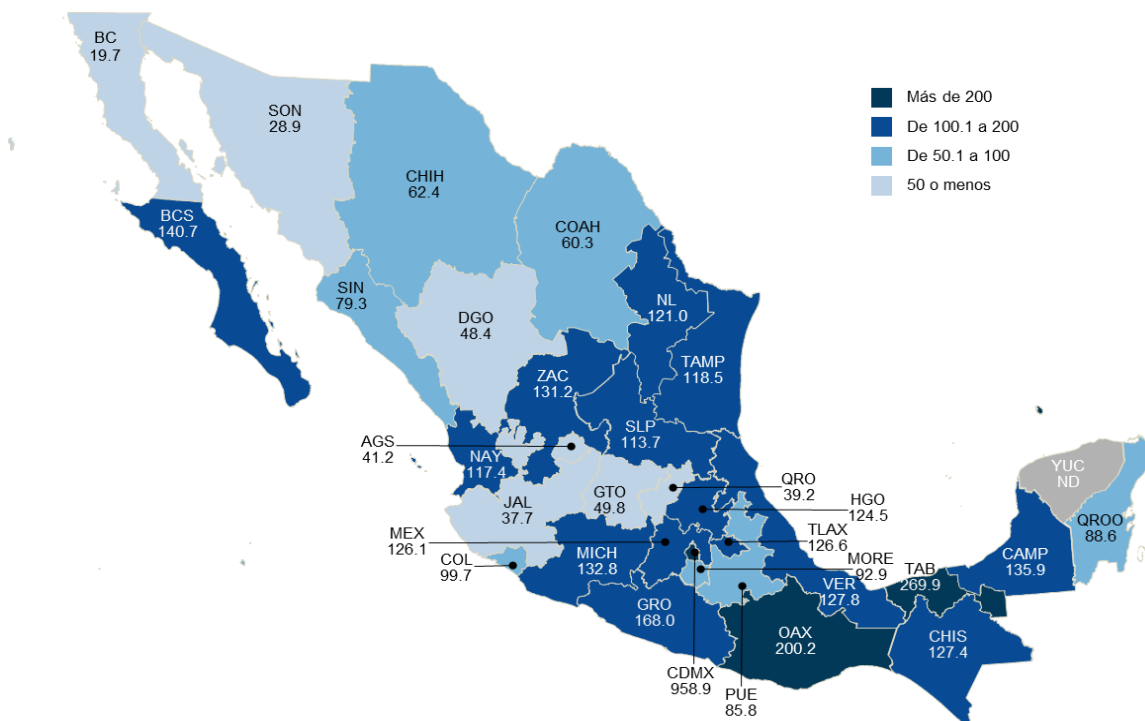 BC
19.7
SON
28.9
Más de 200
De 100.1 a 200
De 50.1 a 100
50 o menos
CHIH
62.4
BCS
140.7
COAH
60.3
SIN
79.3
DGO
48.4
NL
121.0
TAMP
118.5
ZAC
131.2
SLP
113.7
AGS
41.2
NAY
117.4
QRO
39.2
YUC
ND
GTO
49.8
HGO
124.5
JAL
37.7
QROO
88.6
MEX
126.1
TLAX
126.6
MICH
132.8
COL
99.7
MORE
92.9
CAMP
135.9
TAB
269.9
VER
127.8
GRO
168.0
OAX
200.2
CHIS
127.4
CDMX
958.9
PUE
85.8